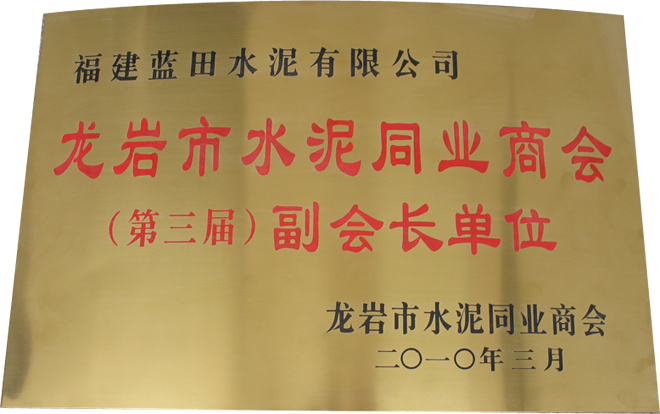 福建蓝田水泥有限公司
龙岩市水泥同业商会
（第三届）副会长单位
龙岩市水泥同业商会
二〇一〇年三月